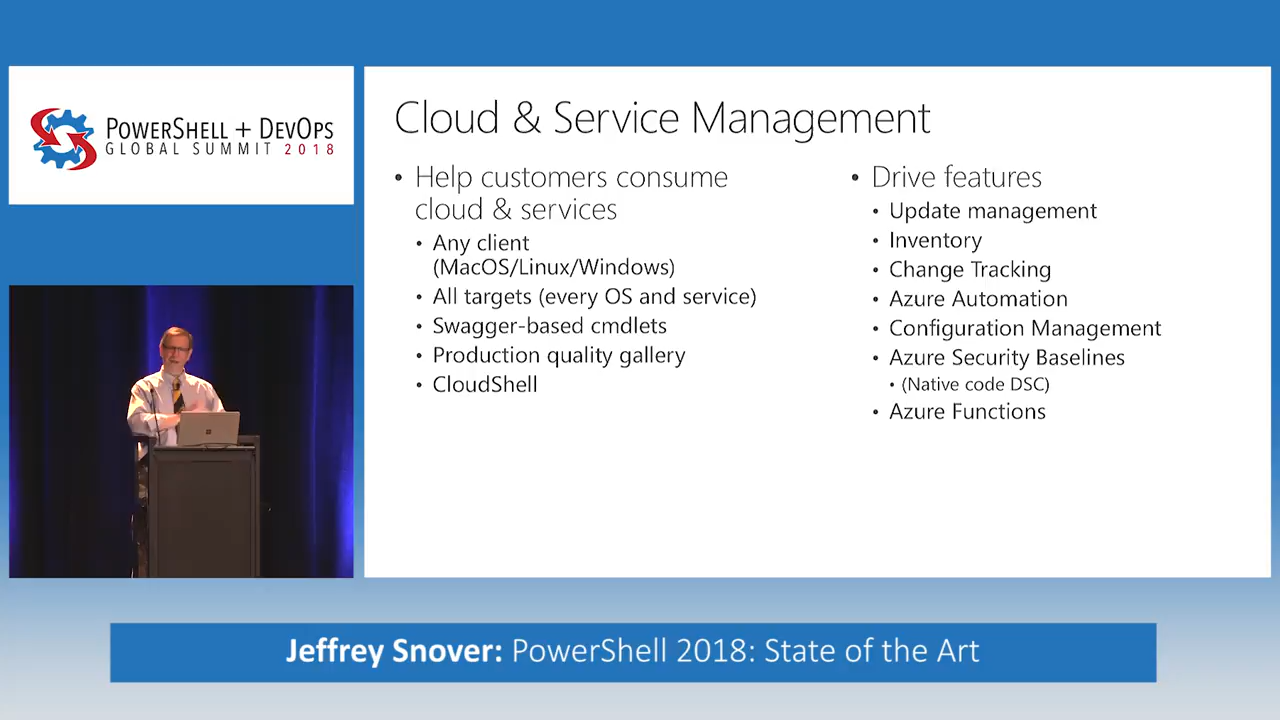 POWERSHELL + DEVOPS
GLOBAL SUMMIT 2018
Cloud & Service Management
• Help customers consume
cloud & services
• Any client
(MacOS/Linux/Windows)
• All targets (every OS and service)
• Swagger-based cmdlets
• Production quality gallery
• CloudShell
• Drive features
• Update management
• Inventory
• Change Tracking
• Azure Automation
• Configuration Management
• Azure Security Baselines
• (Native code DSC)
• Azure Functions
Jeffrey Snover: PowerShell 2018: State of the Art